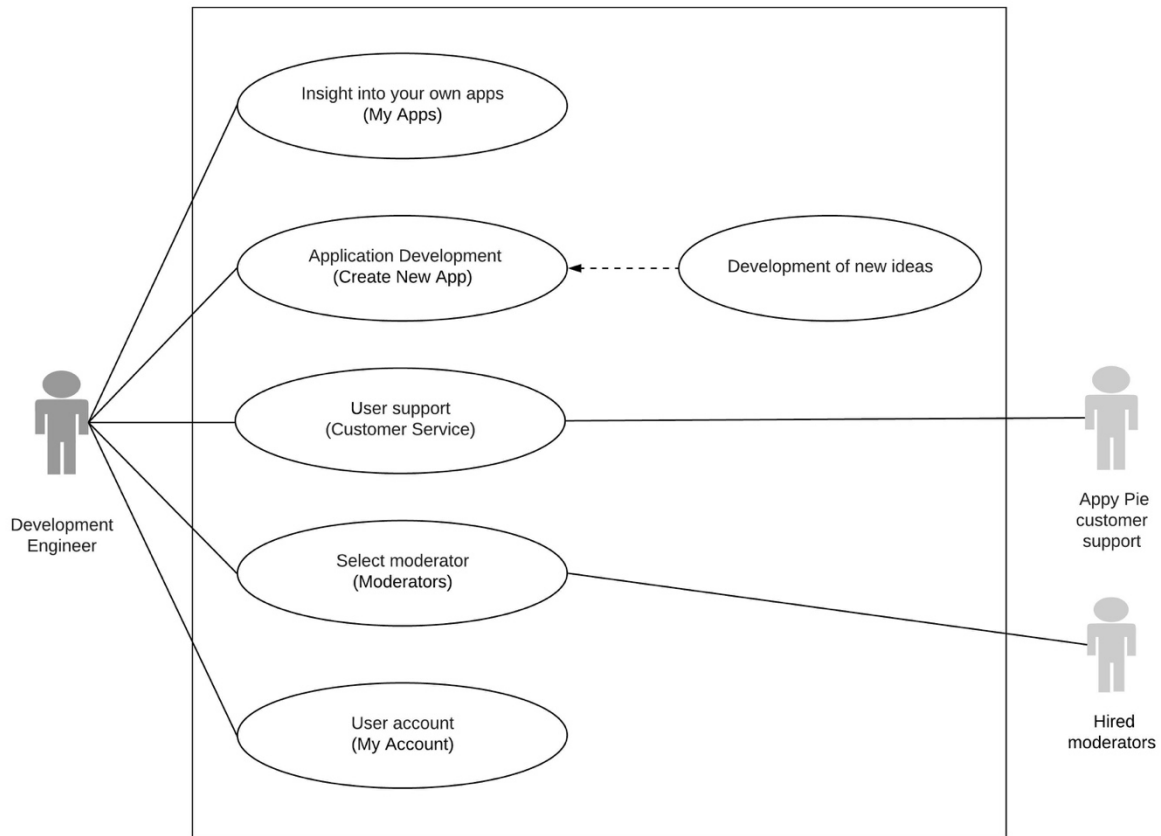 Insight into your own apps
(My Apps)
Application Development
(Create New App)
Development of new ideas
User support
(Customer Service)
Select moderator
(Moderators)
User account
(My Account)
Development
Engineer
Appy Pie
customer
support
Hired
moderators